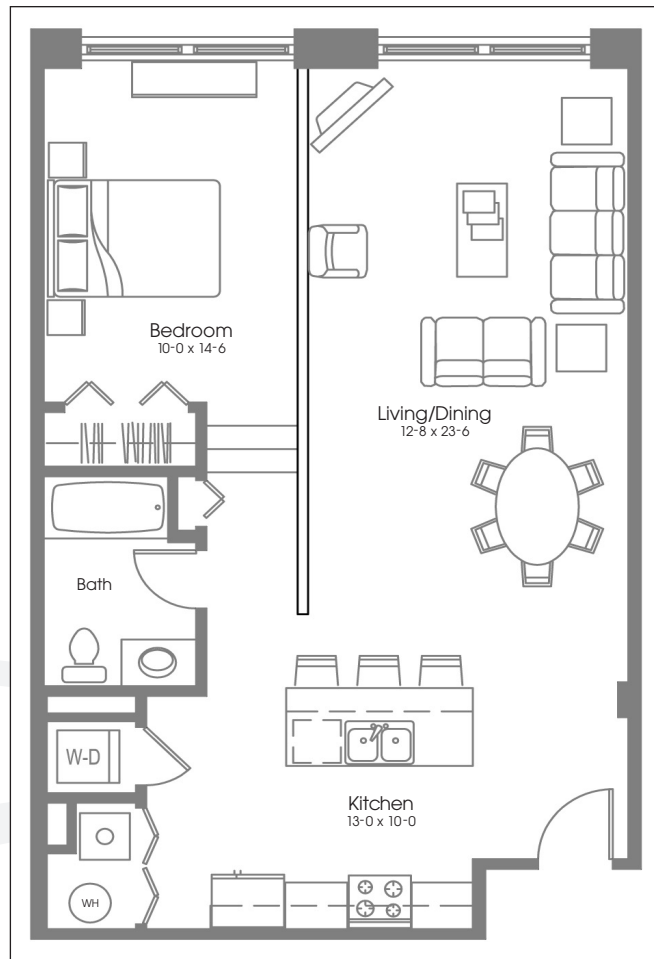 Bedroom
10-0 x 14-6
Living/Dining
12-8 x 23-6
Bath
W-D
Kitchen
13-0 x 10-0
WH